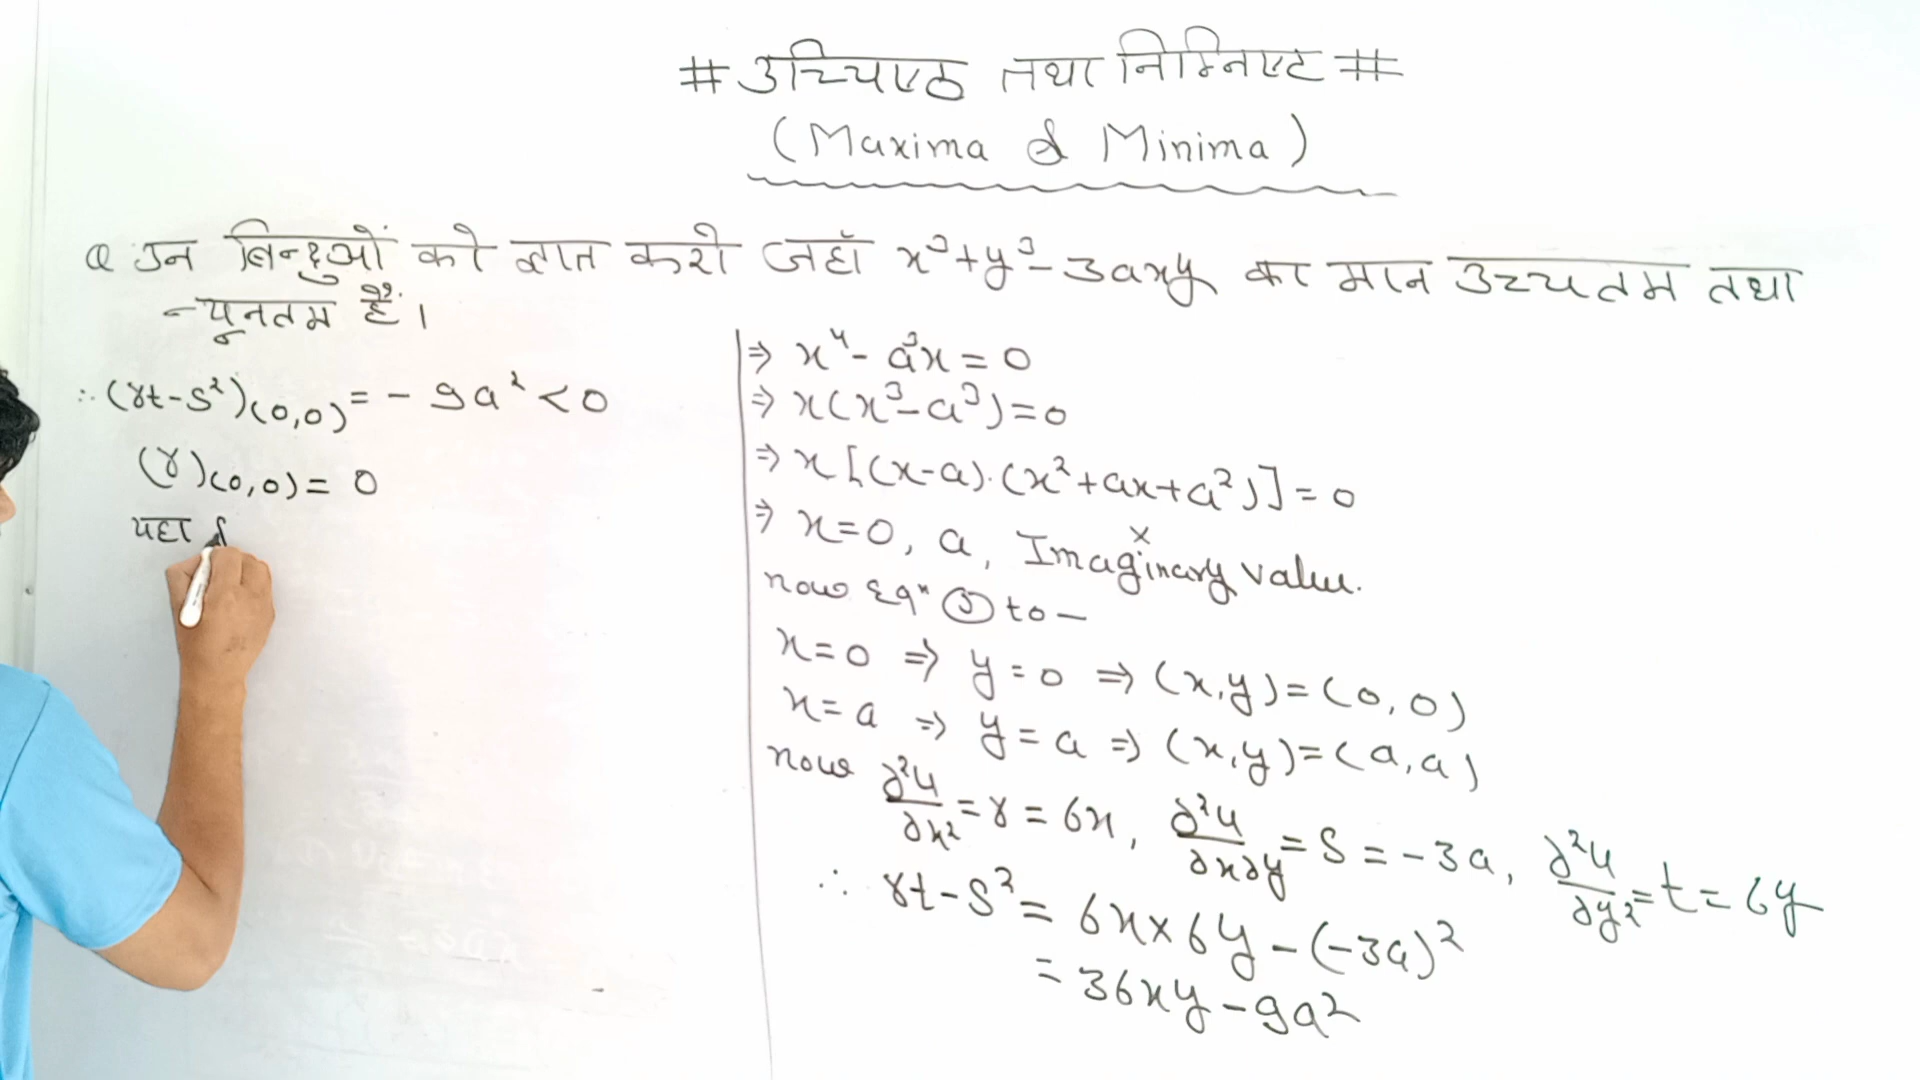 # उच्चिष्ठ तथा निम्निष्ट #
(Maxima & Minima)
Q उन बिन्दुओं को ज्ञात करो जहाँ x³+y³-3axy का मान उच्चतम तथा
न्यूनतम है।
∴(rt-s²)(0,0) = -9a² < 0
(r)(0,0) = 0
यहा
⇒ x⁴- a³x = 0
⇒ x(x³-a³)=0
⇒ x[(x-a).(x²+ax+a²)]=0
⇒ x=0, a, Imaginary value.
now Eqⁿ ③ to —
x=0 ⇒ y=0 ⇒ (x,y)=(0,0)
x=a ⇒ y=a ⇒ (x,y)=(a,a)
now ∂²u/∂x² = r = 6x, ∂²u/∂x∂y = s = -3a, ∂²u/∂y² = t = 6y
∴ rt-s² = 6x×6y-(-3a)²
= 36xy-9a²